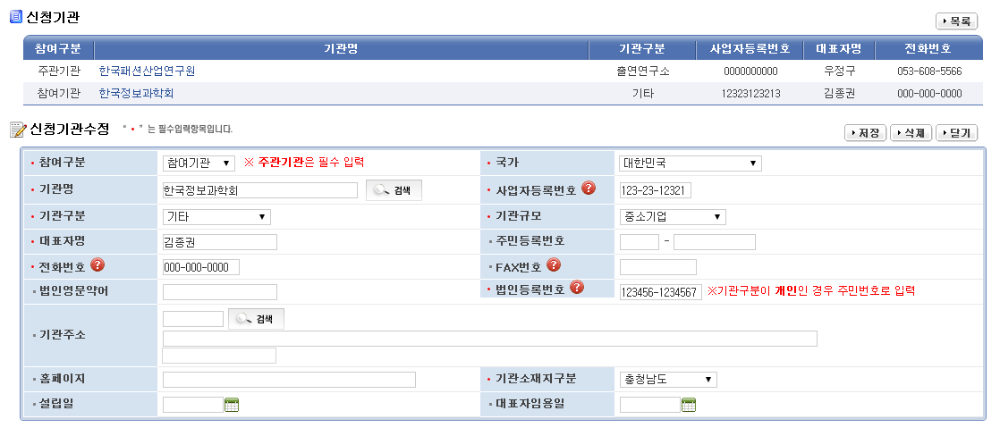 신청기관
목록
참여구분 기관명 기관구분 사업자등록번호 대표자명 전화번호
주관기관 한국패션산업연구원 출연연구소 0000000000 우정구 053-608-5566
참여기관 한국정보과학회 기타 12323123213 김종권 000-000-0000
신청기관수정 " • " 는 필수입력항목입니다.
저장 삭제 닫기
참여구분 참여기관 ※ 주관기관은 필수 입력 국가 대한민국
기관명 한국정보과학회 검색 사업자등록번호 ? 123-23-12321
기관구분 기타 기관규모 중소기업
대표자명 김종권 주민등록번호 -
전화번호 ? 000-000-0000 FAX번호 ?
법인영문약어 법인등록번호 ? 123456-1234567 ※기관구분이 개인인 경우 주민번호로 입력
기관주소 검색
홈페이지 기관소재지구분 충청남도
설립일 대표자임용일